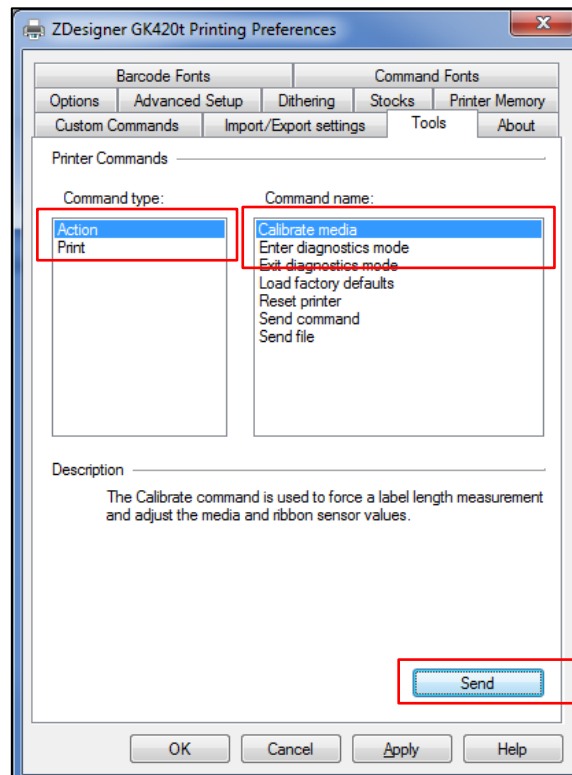 ZDesigner GK420t Printing Preferences
Barcode Fonts Command Fonts
Options Advanced Setup Dithering Stocks Printer Memory
Custom Commands Import/Export settings Tools About
Printer Commands
Command type: Command name:
Action Calibrate media
Print Enter diagnostics mode
Exit diagnostics mode
Load factory defaults
Reset printer
Send command
Send file
Description
The Calibrate command is used to force a label length measurement
and adjust the media and ribbon sensor values.
Send
OK Cancel Apply Help